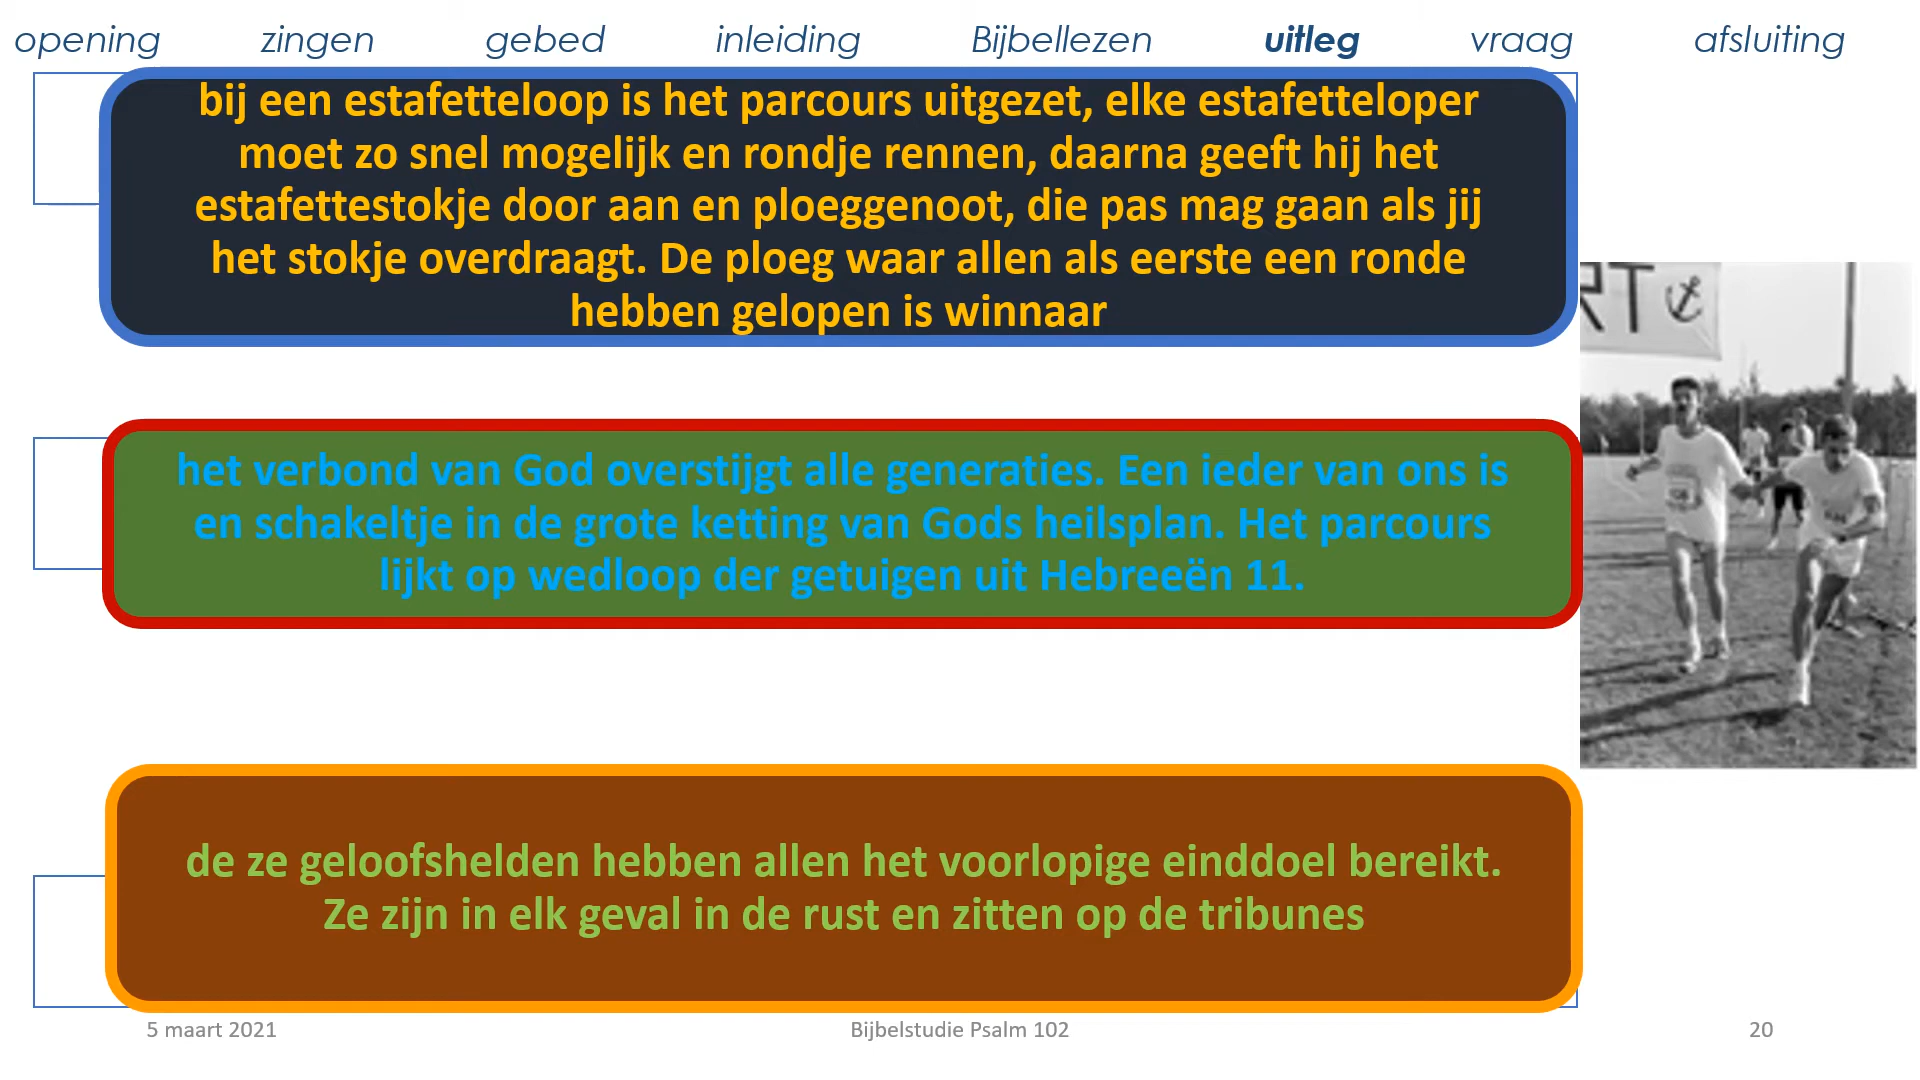 opening zingen gebed inleiding Bijbellezen uitleg vraag afsluiting
bij een estafetteloop is het parcours uitgezet, elke estafetteloper
moet zo snel mogelijk en rondje rennen, daarna geeft hij het
estafettestokje door aan en ploeggenoot, die pas mag gaan als jij
het stokje overdraagt. De ploeg waar allen als eerste een ronde
hebben gelopen is winnaar
RT
het verbond van God overstijgt alle generaties. Een ieder van ons is
en schakeltje in de grote ketting van Gods heilsplan. Het parcours
lijkt op wedloop der getuigen uit Hebreeën 11.
de ze geloofshelden hebben allen het voorlopige einddoel bereikt.
Ze zijn in elk geval in de rust en zitten op de tribunes
5 maart 2021 Bijbelstudie Psalm 102 20